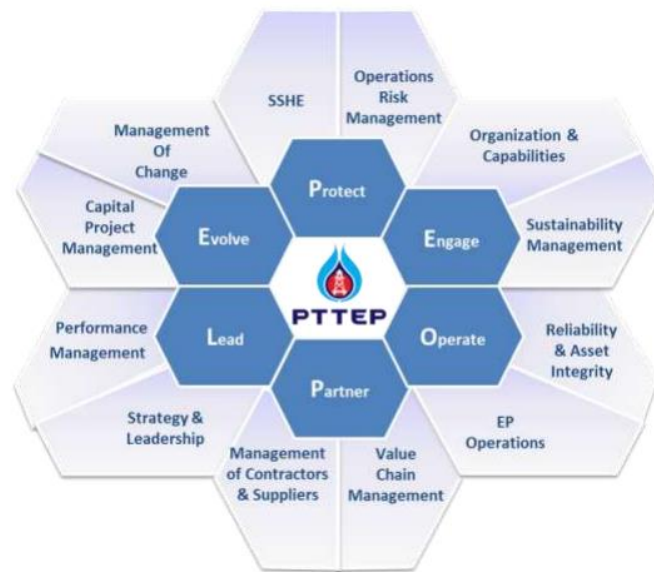 SSHE
Operations
Risk
Management
Organization &
Capabilities
Sustainability
Management
Reliability
& Asset
Integrity
EP
Operations
Value
Chain
Management
Management
of Contractors
& Suppliers
Strategy &
Leadership
Performance
Management
Capital
Project
Management
Management
Of
Change
Protect
Engage
Operate
Partner
Lead
Evolve
PTTEP